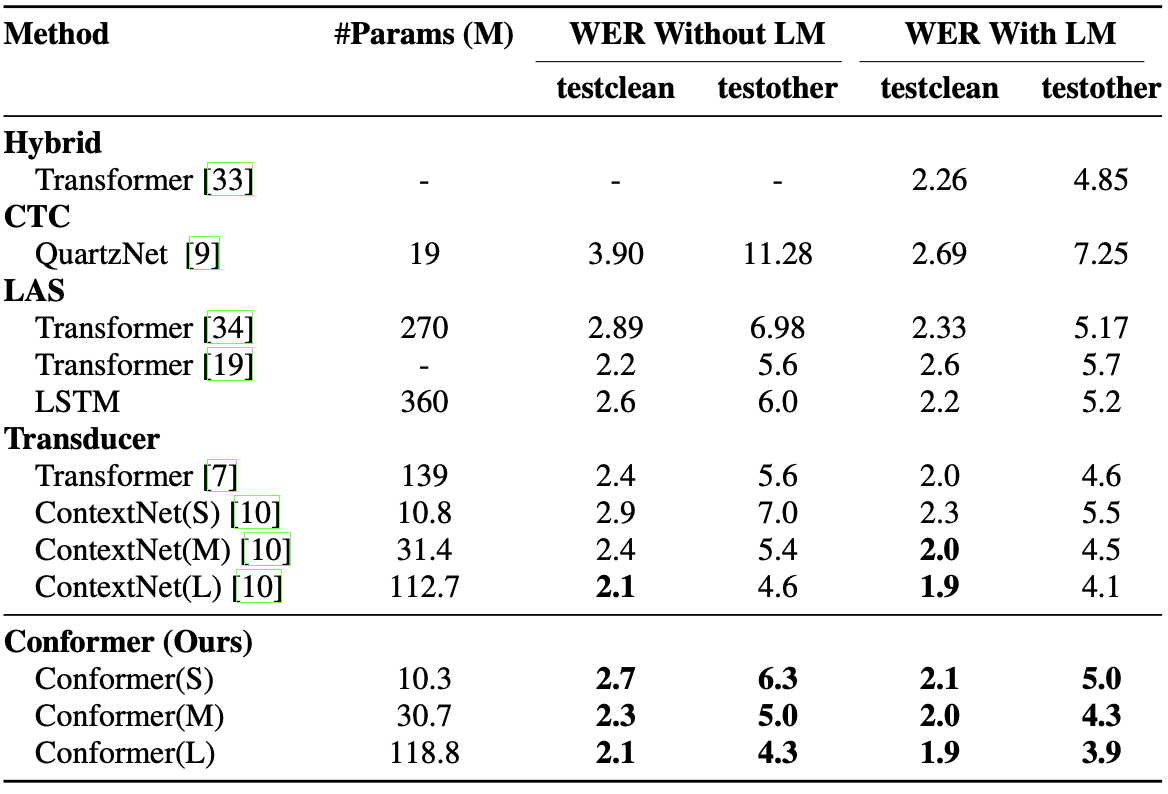 Method #Params (M) WER Without LM WER With LM
testclean testother testclean testother
Hybrid
Transformer [33] - - - 2.26 4.85
CTC
QuartzNet [9] 19 3.90 11.28 2.69 7.25
LAS
Transformer [34] 270 2.89 6.98 2.33 5.17
Transformer [19] - 2.2 5.6 2.6 5.7
LSTM 360 2.6 6.0 2.2 5.2
Transducer
Transformer [7] 139 2.4 5.6 2.0 4.6
ContextNet(S) [10] 10.8 2.9 7.0 2.3 5.5
ContextNet(M) [10] 31.4 2.4 5.4 2.0 4.5
ContextNet(L) [10] 112.7 2.1 4.6 1.9 4.1
Conformer (Ours)
Conformer(S) 10.3 2.7 6.3 2.1 5.0
Conformer(M) 30.7 2.3 5.0 2.0 4.3
Conformer(L) 118.8 2.1 4.3 1.9 3.9